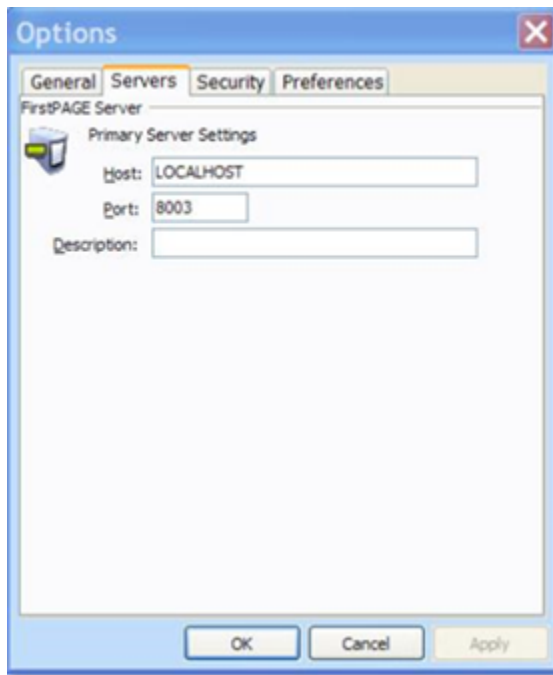 Options
General Servers Security Preferences
FirstPAGE Server
Primary Server Settings
Host: LOCALHOST
Port: 8003
Description:
OK Cancel Apply